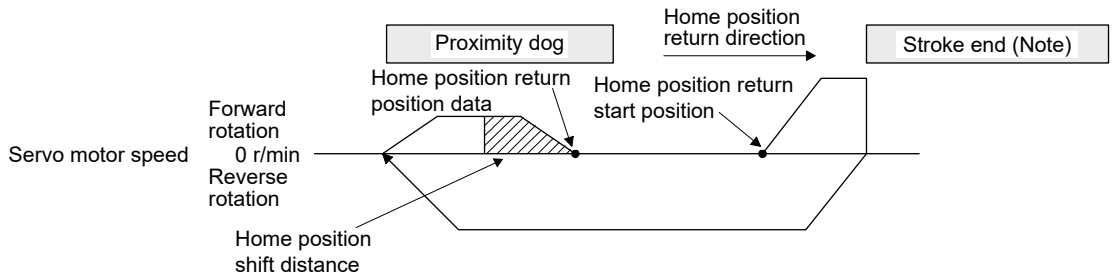 Home position
return direction
Proximity dog
Stroke end (Note)
Home position return
position data
Home position return
start position
Forward
rotation
Servo motor speed
0 r/min
Reverse
rotation
Home position
shift distance